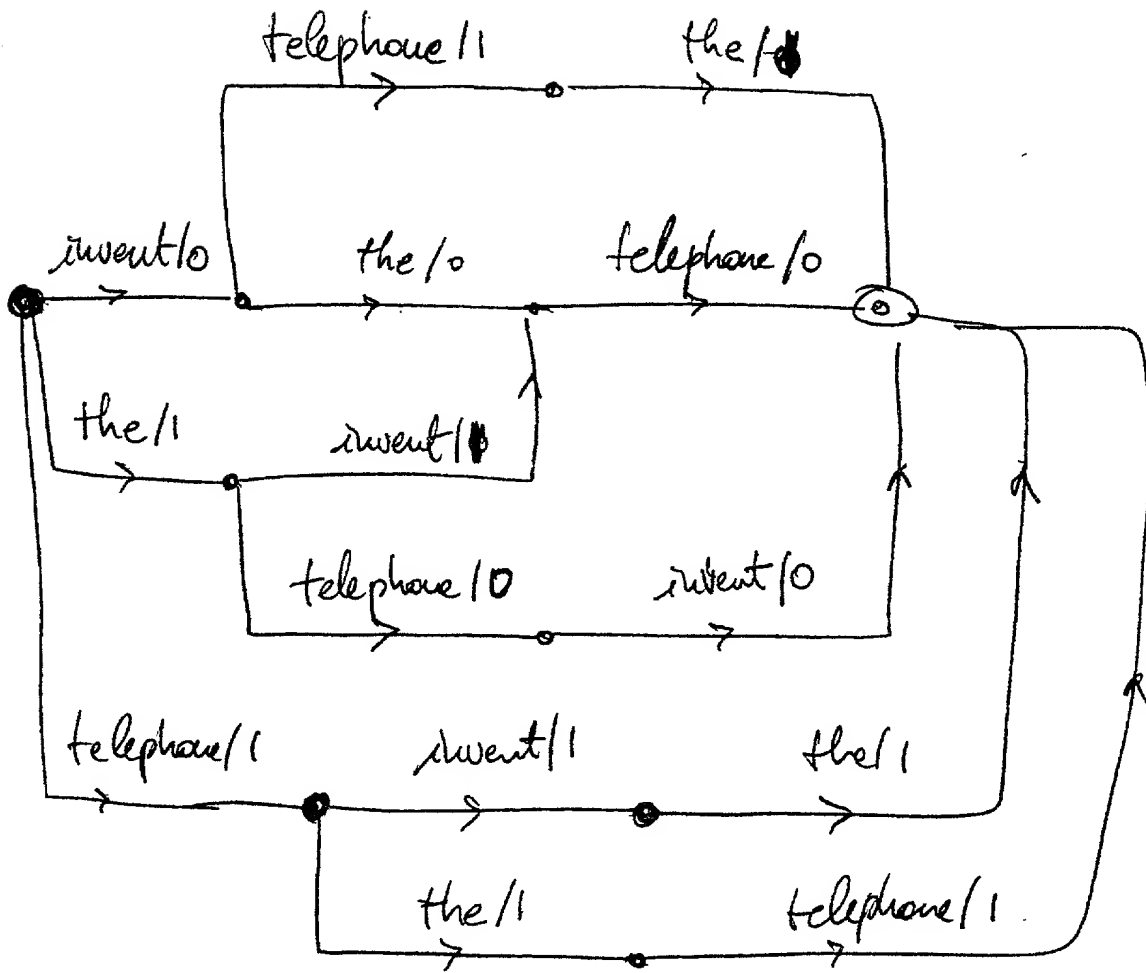 telephone/1 the/
invent/0 the/0 telephone/0
the/1 invent/
telephone/0 invent/0
telephone/1 invent/1 the/1
the/1 telephone/1